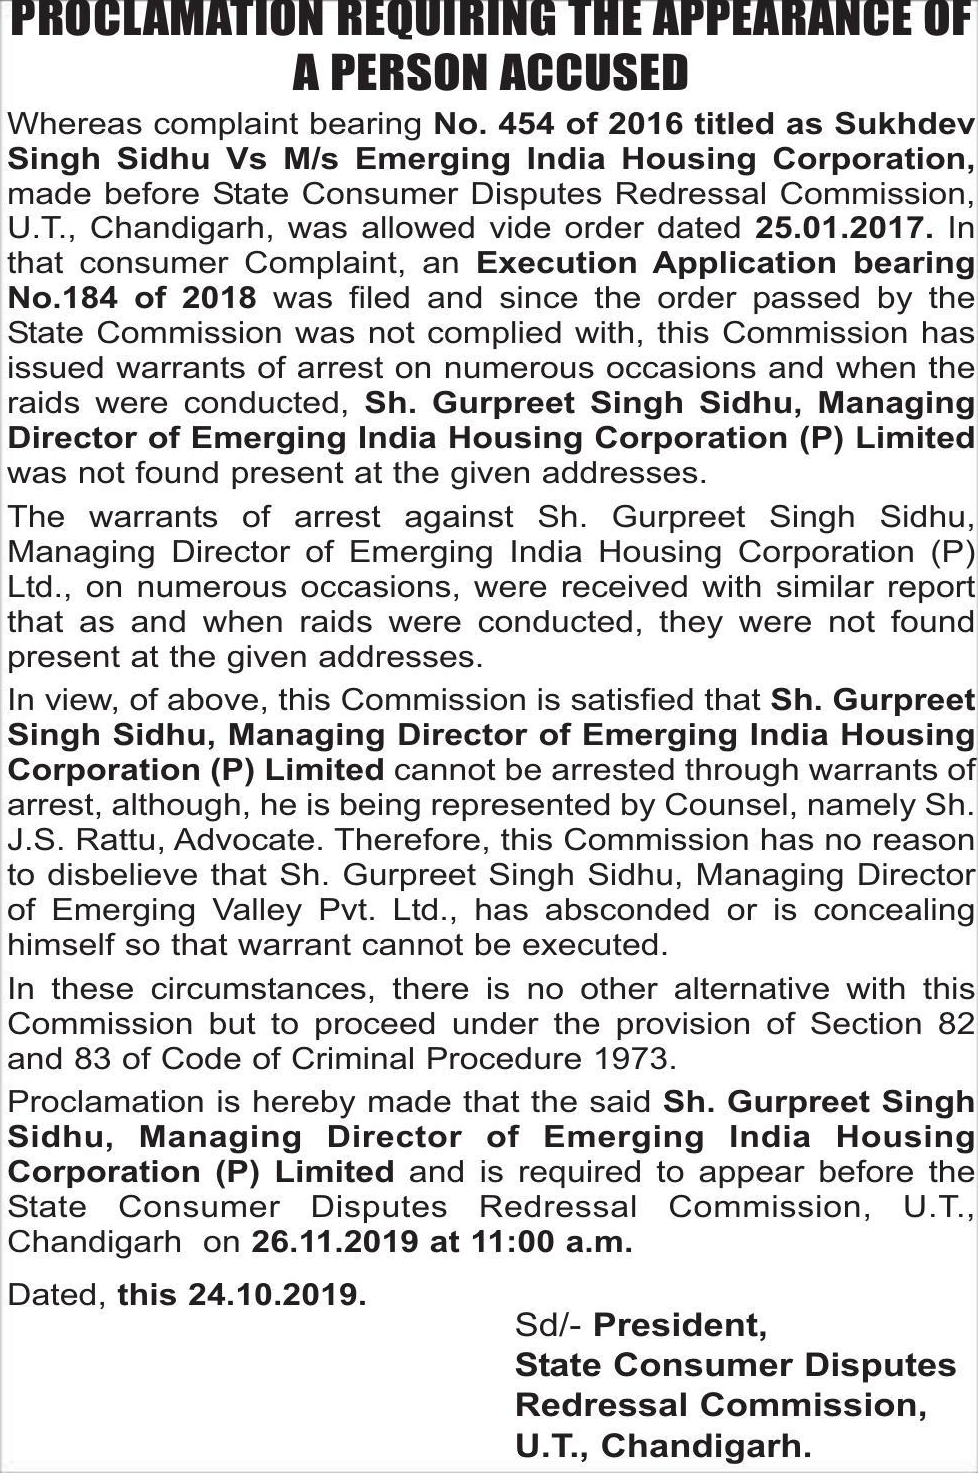 PROCLAMATION REQUIRING THE APPEARANCE OF
A PERSON ACCUSED
Whereas complaint bearing No. 454 of 2016 titled as Sukhdev
Singh Sidhu Vs M/s Emerging India Housing Corporation,
made before State Consumer Disputes Redressal Commission,
U.T., Chandigarh, was allowed vide order dated 25.01.2017. In
that consumer Complaint, an Execution Application bearing
No.184 of 2018 was filed and since the order passed by the
State Commission was not complied with, this Commission has
issued warrants of arrest on numerous occasions and when the
raids were conducted, Sh. Gurpreet Singh Sidhu, Managing
Director of Emerging India Housing Corporation (P) Limited
was not found present at the given addresses.
The warrants of arrest against Sh. Gurpreet Singh Sidhu,
Managing Director of Emerging India Housing Corporation (P)
Ltd., on numerous occasions, were received with similar report
that as and when raids were conducted, they were not found
present at the given addresses.
In view, of above, this Commission is satisfied that Sh. Gurpreet
Singh Sidhu, Managing Director of Emerging India Housing
Corporation (P) Limited cannot be arrested through warrants of
arrest, although, he is being represented by Counsel, namely Sh.
J.S. Rattu, Advocate. Therefore, this Commission has no reason
to disbelieve that Sh. Gurpreet Singh Sidhu, Managing Director
of Emerging Valley Pvt. Ltd., has absconded or is concealing
himself so that warrant cannot be executed.
In these circumstances, there is no other alternative with this
Commission but to proceed under the provision of Section 82
and 83 of Code of Criminal Procedure 1973.
Proclamation is hereby made that the said Sh. Gurpreet Singh
Sidhu, Managing Director of Emerging India Housing
Corporation (P) Limited and is required to appear before the
State Consumer Disputes Redressal Commission, U.T.,
Chandigarh on 26.11.2019 at 11:00 a.m.
Dated, this 24.10.2019.
Sd/- President,
State Consumer Disputes
Redressal Commission,
U.T., Chandigarh.